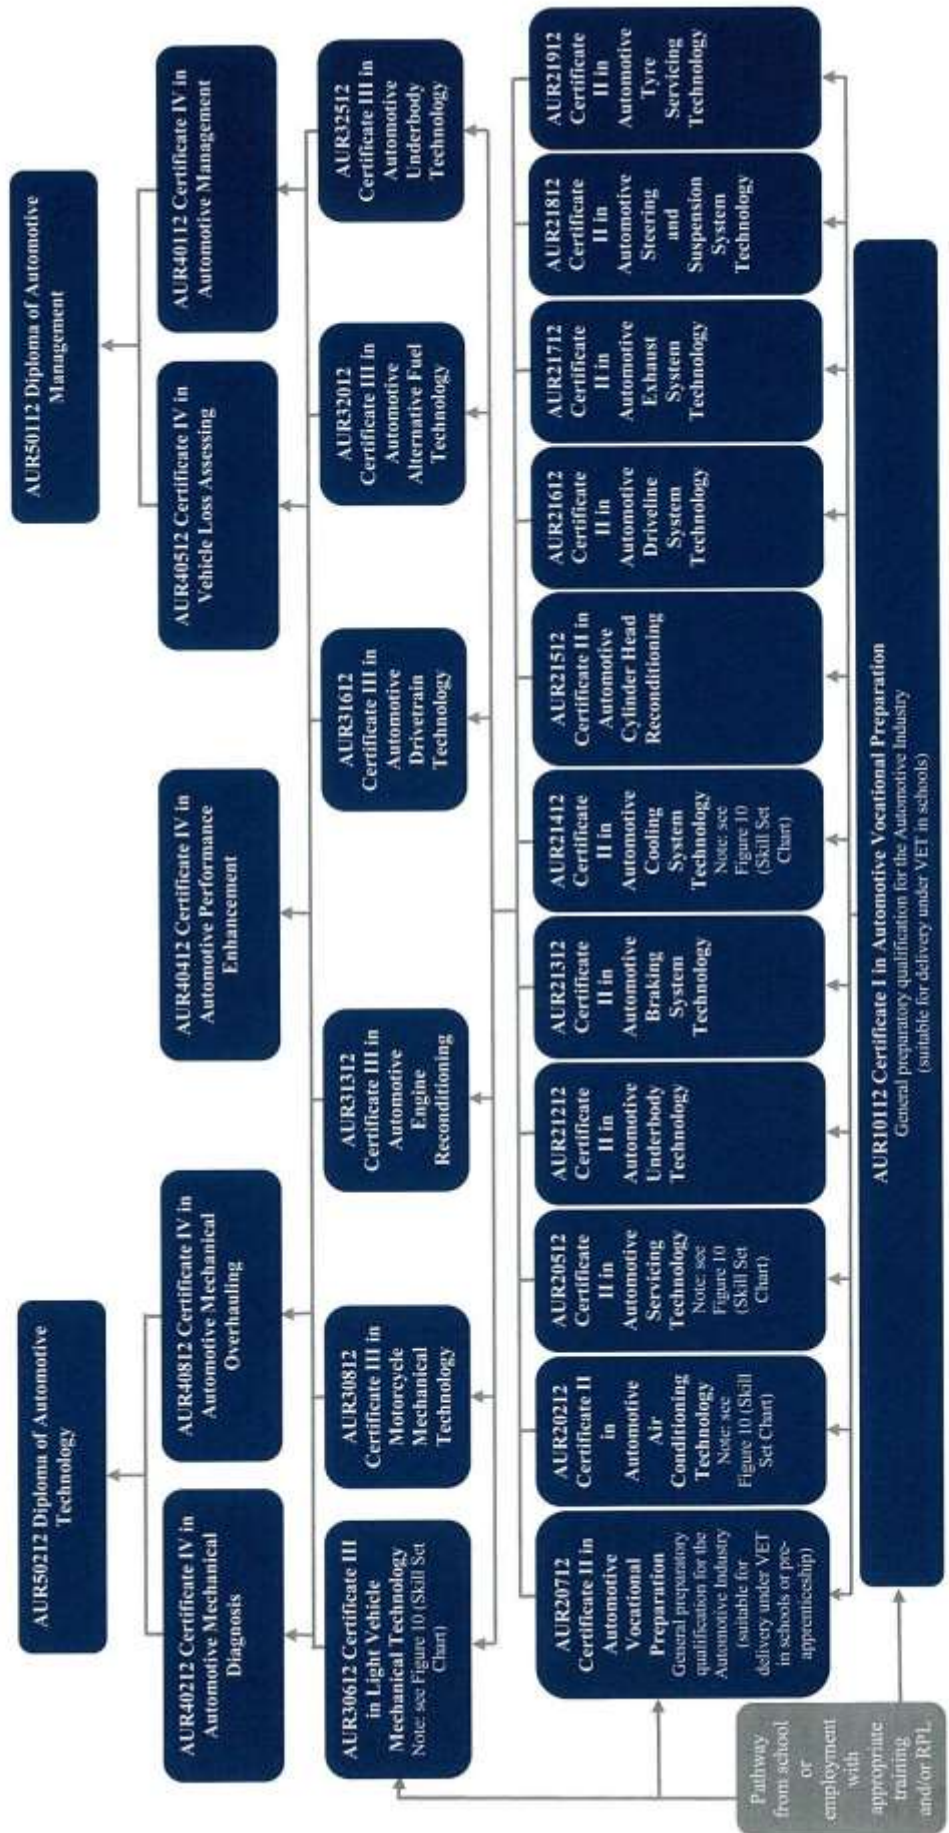 AUR50212 Diploma of Automotive
Technology
AUR50112 Diploma of Automotive
Management
AUR40212 Certificate IV in
Automotive Mechanical
Diagnosis
AUR40812 Certificate IV in
Automotive Mechanical
Overhauling
AUR40412 Certificate IV in
Automotive Performance
Enhancement
AUR40512 Certificate IV in
Vehicle Loss Assessing
AUR40112 Certificate IV in
Automotive Management
AUR30612 Certificate III
in Light Vehicle
Mechanical Technology
Note: see Figure 10 (Skill Set
Chart)
AUR30812
Certificate III in
Motorcycle
Mechanical
Technology
AUR31312
Certificate III in
Automotive
Engine
Reconditioning
AUR31612
Certificate III in
Automotive
Drivetrain
Technology
AUR32012
Certificate III in
Automotive
Alternative Fuel
Technology
AUR32512
Certificate III in
Automotive
Underbody
Technology
AUR20712
Certificate II in
Automotive
Vocational
Preparation
General preparatory
qualification for the
Automotive Industry
(suitable for
delivery under VET
in schools or pre-
apprenticeship)
AUR20212
Certificate II
in
Automotive
Air
Conditioning
Technology
Note: see
Figure 10 (Skill
Set Chart)
AUR20512
Certificate
II in
Automotive
Servicing
Technology
Note: see
Figure 10
(Skill Set
Chart)
AUR21212
Certificate
II in
Automotive
Underbody
Technology
AUR21312
Certificate
II in
Automotive
Braking
System
Technology
AUR21412
Certificate
II in
Automotive
Cooling
System
Technology
Note: see
Figure 10
(Skill Set
Chart)
AUR21512
Certificate II in
Automotive
Cylinder Head
Reconditioning
AUR21612
Certificate
II in
Automotive
Driveline
System
Technology
AUR21712
Certificate
II in
Automotive
Exhaust
System
Technology
AUR21812
Certificate
II in
Automotive
Steering
and
Suspension
System
Technology
AUR21912
Certificate
II in
Automotive
Tyre
Servicing
Technology
Pathway
from school
or
employment
with
appropriate
training
and/or RPL
AUR10112 Certificate I in Automotive Vocational Preparation
General preparatory qualification for the Automotive Industry
(suitable for delivery under VET in schools)